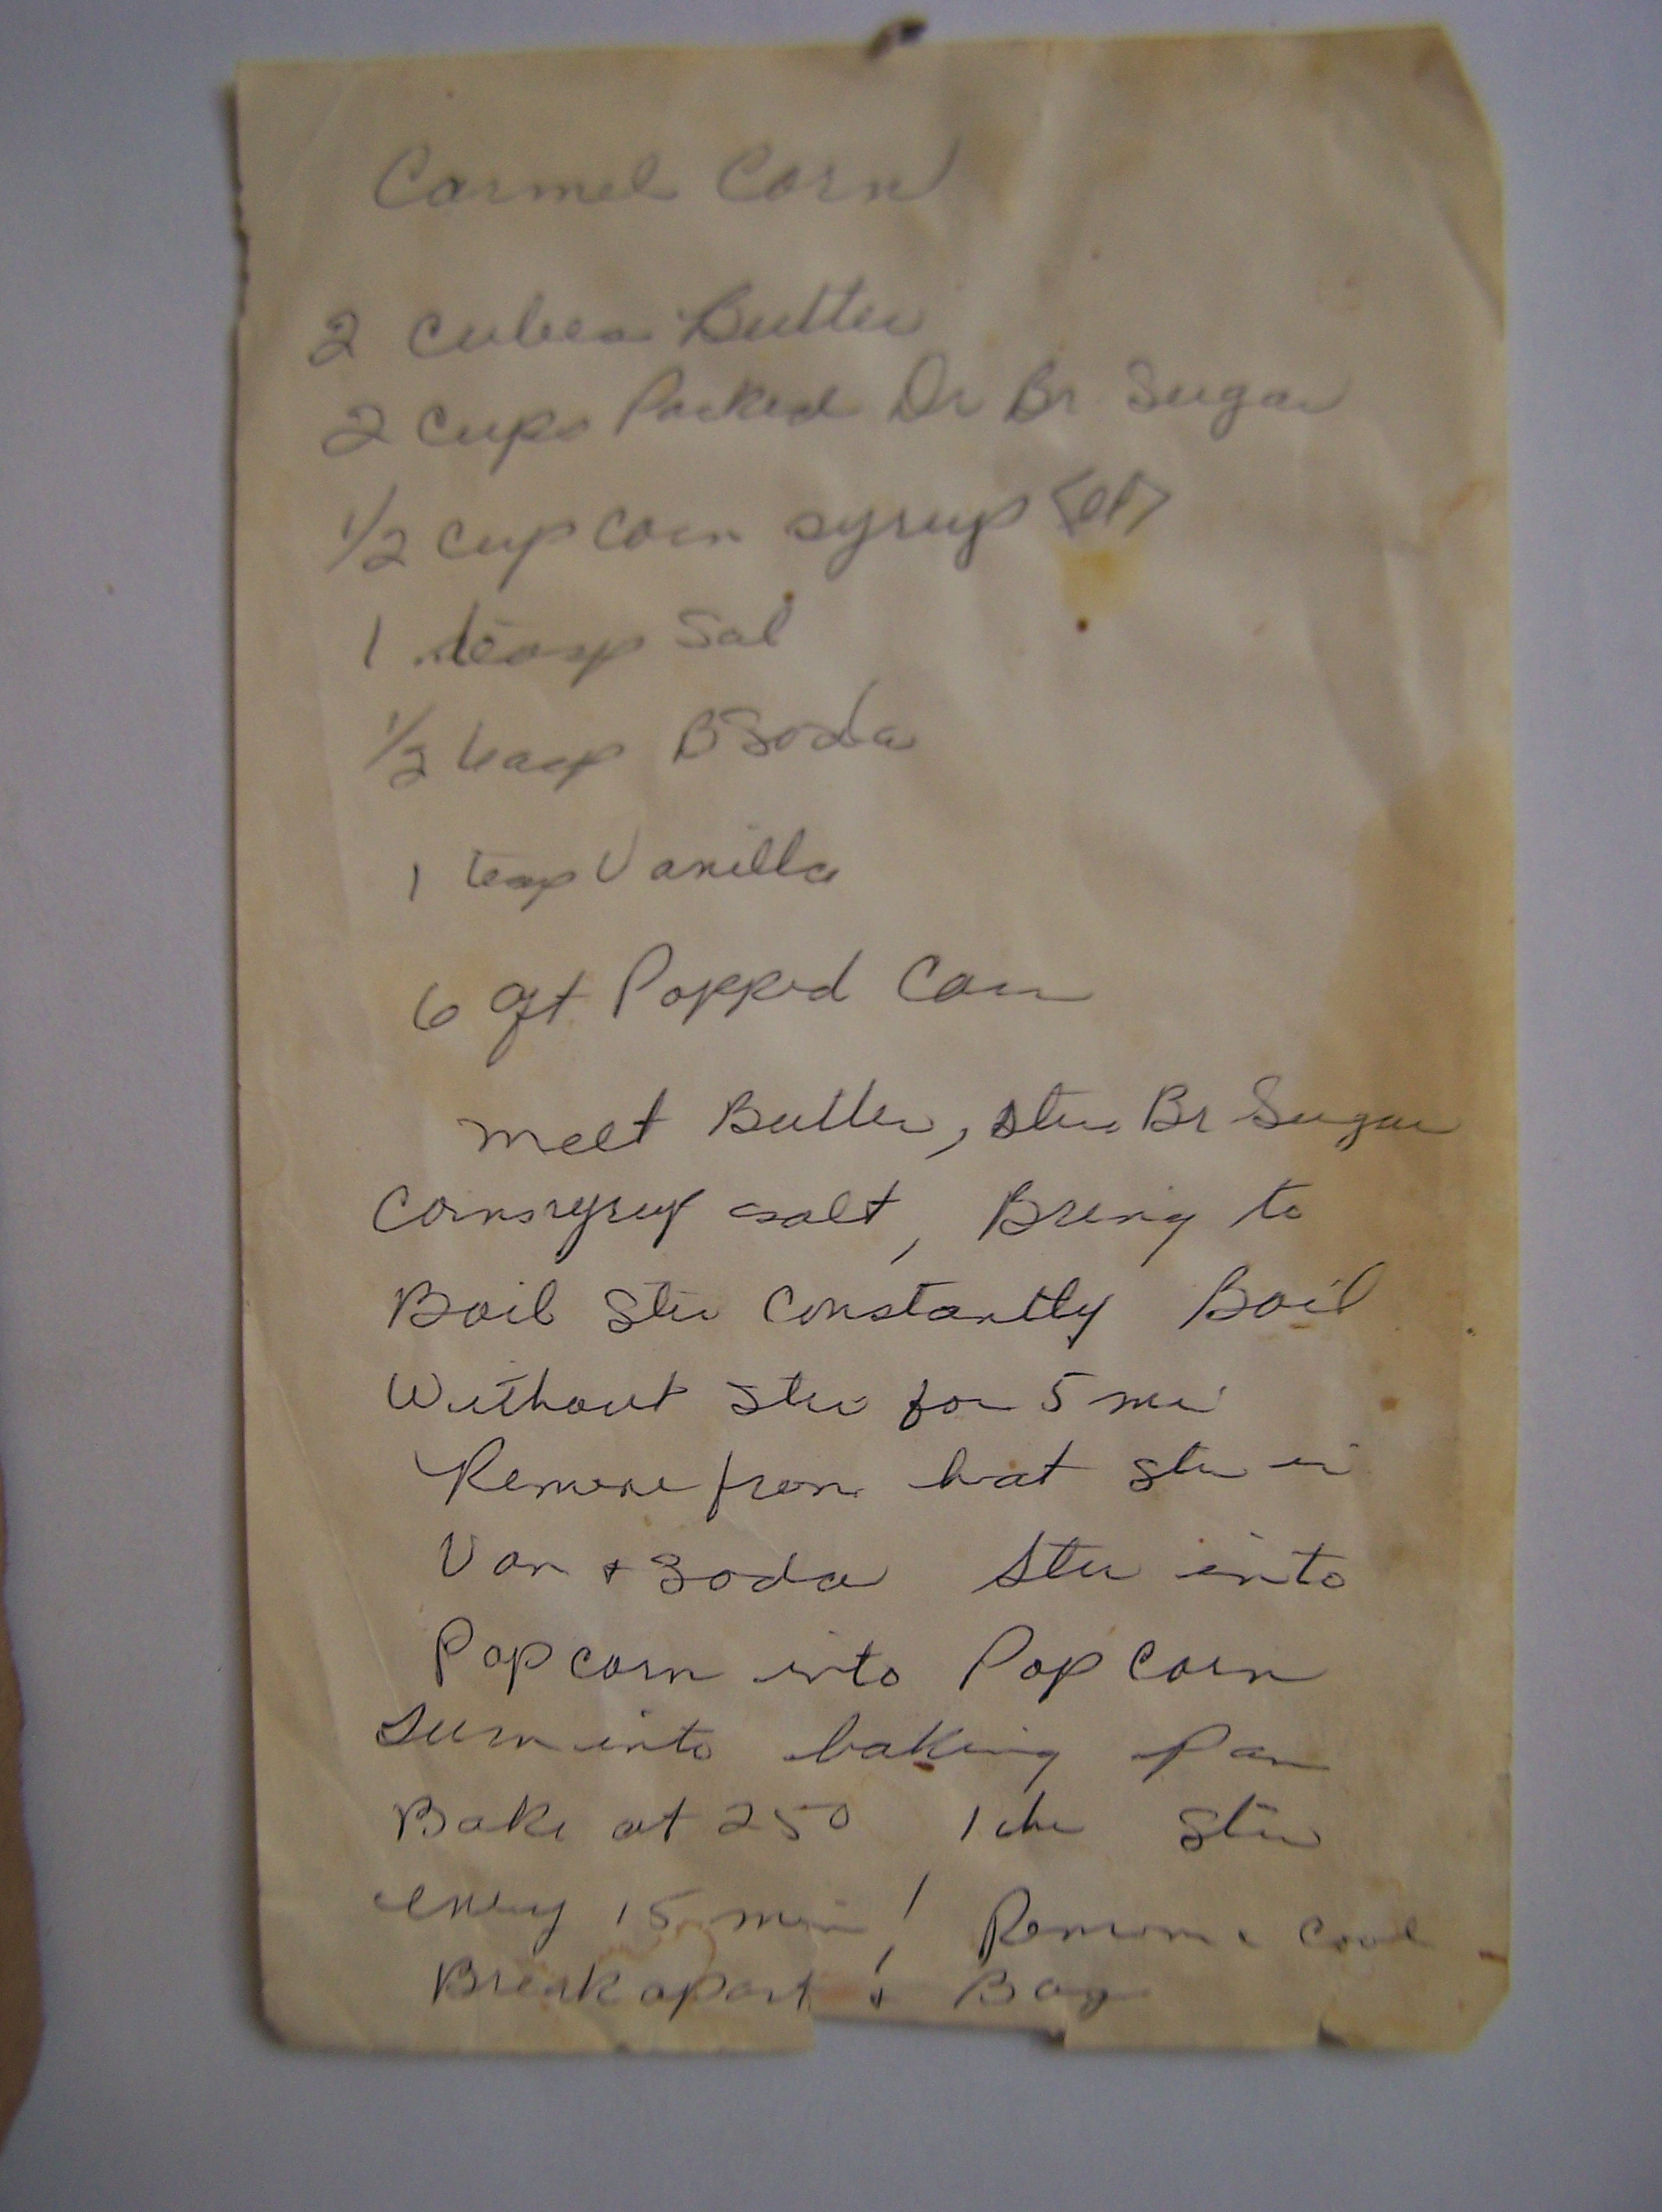 Carmel Corn
2 cubes Butter
2 cups Packed Dr Br Sugar
1/2 cup corn syrup
1 teasp Sal
1/2 teasp B Soda
1 teasp Vanilla
6 qt Popped Corn
melt Butter, stir Br Sugar
Cornsyrup salt, Bring to
Boil Stir Constantly Boil
Without Stir for 5 min
Remove from heat stir in
Van + Soda Stir into
Popcorn into Pop Corn
into baking Pan
Bake at 250 1 hr Stir
every 15 min! Remove cool
Break apart & Bag